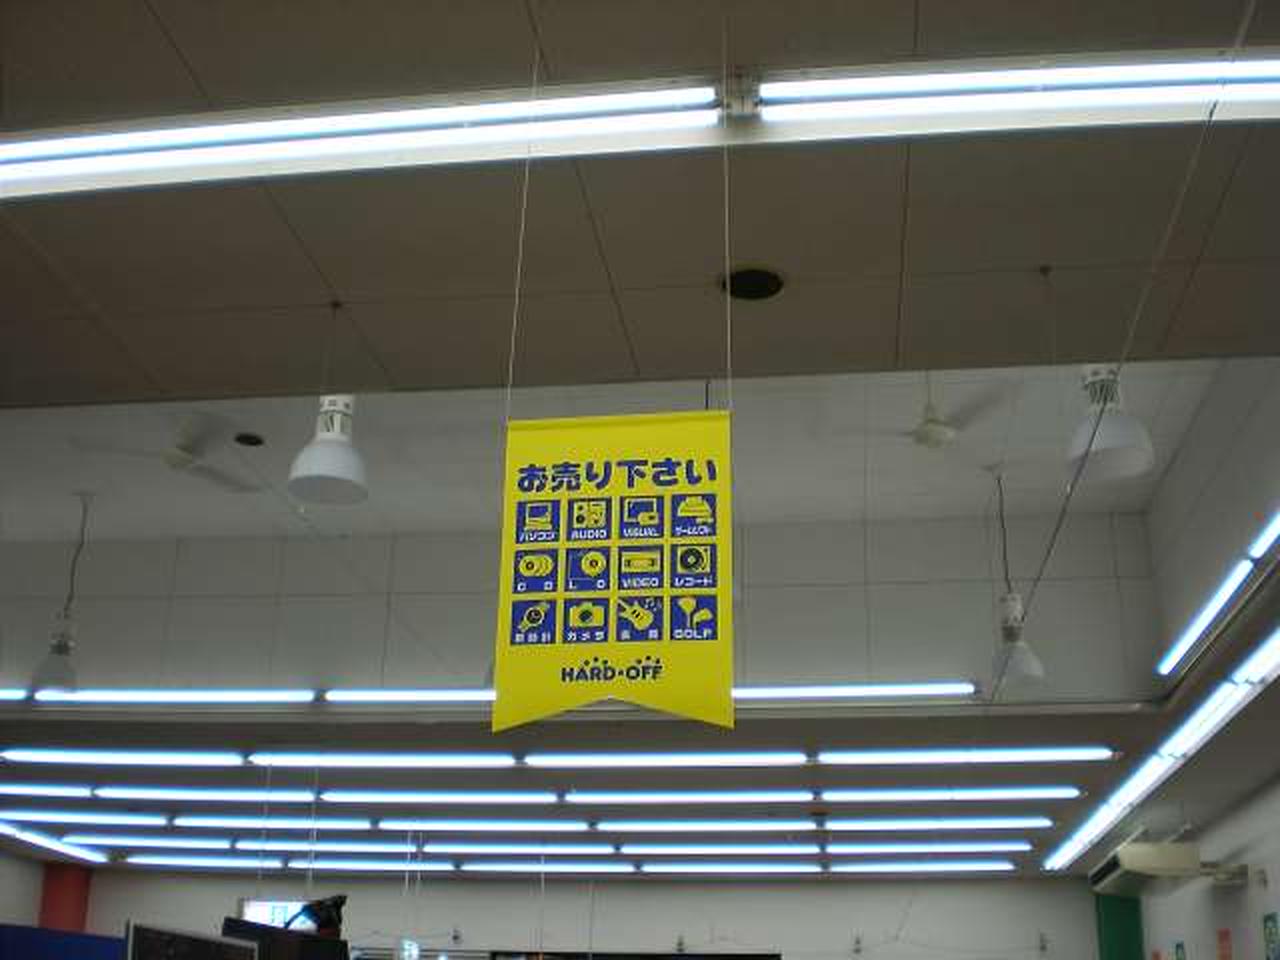 お売り下さい
パソコン AUDIO VISUAL ゲームソフト
CD LD VIDEO レコード
腕時計 カメラ 楽器 GOLF
HARD・OFF